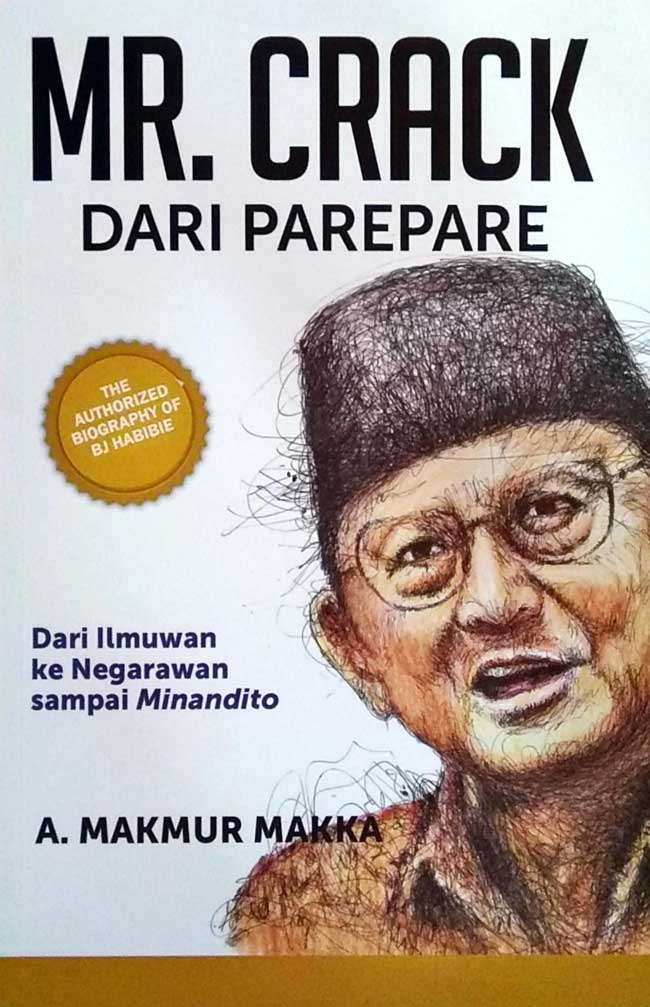 MR. CRACK
DARI PAREPARE
THE
AUTHORIZED
BIOGRAPHY OF
BJ HABIBIE
Dari Ilmuwan
ke Negarawan
sampai Minandito
A. MAKMUR MAKKA